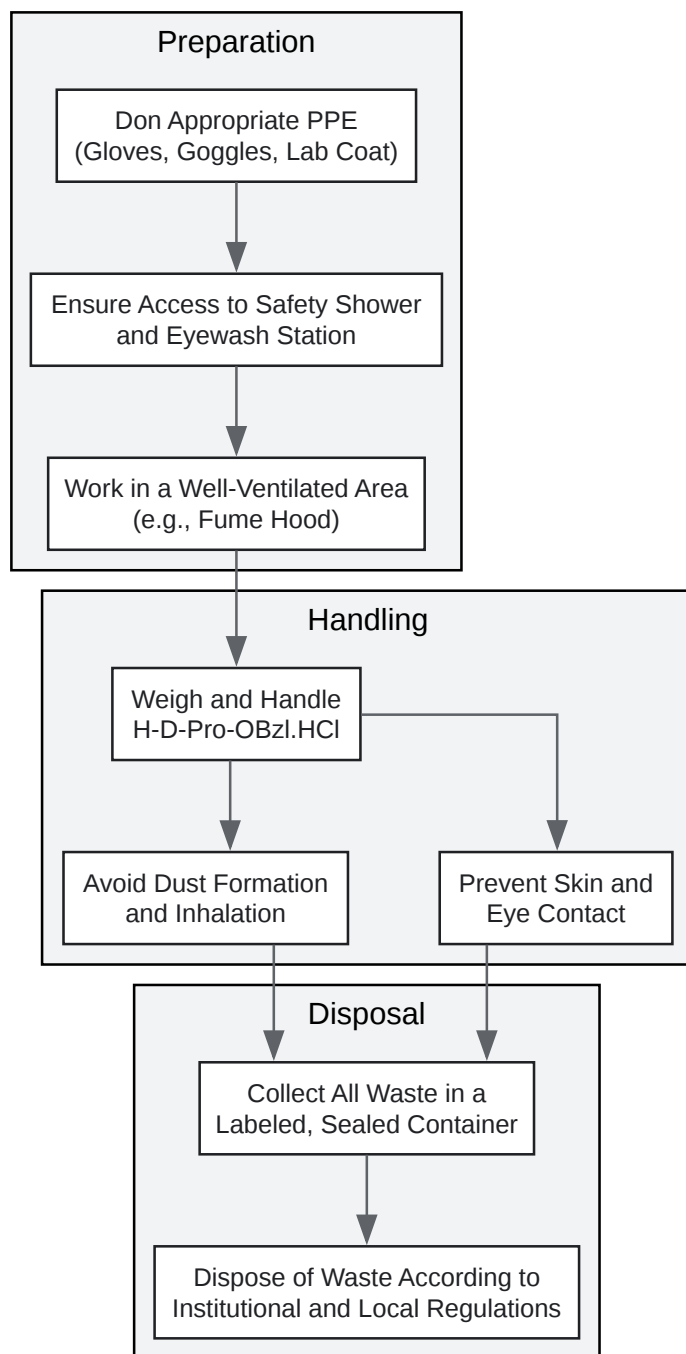 Preparation
Don Appropriate PPE
(Gloves, Goggles, Lab Coat)
Ensure Access to Safety Shower
and Eyewash Station
Work in a Well-Ventilated Area
(e.g., Fume Hood)
Handling
Weigh and Handle
H-D-Pro-OBzl.HCl
Avoid Dust Formation
and Inhalation
Prevent Skin and
Eye Contact
Disposal
Collect All Waste in a
Labeled, Sealed Container
Dispose of Waste According to
Institutional and Local Regulations